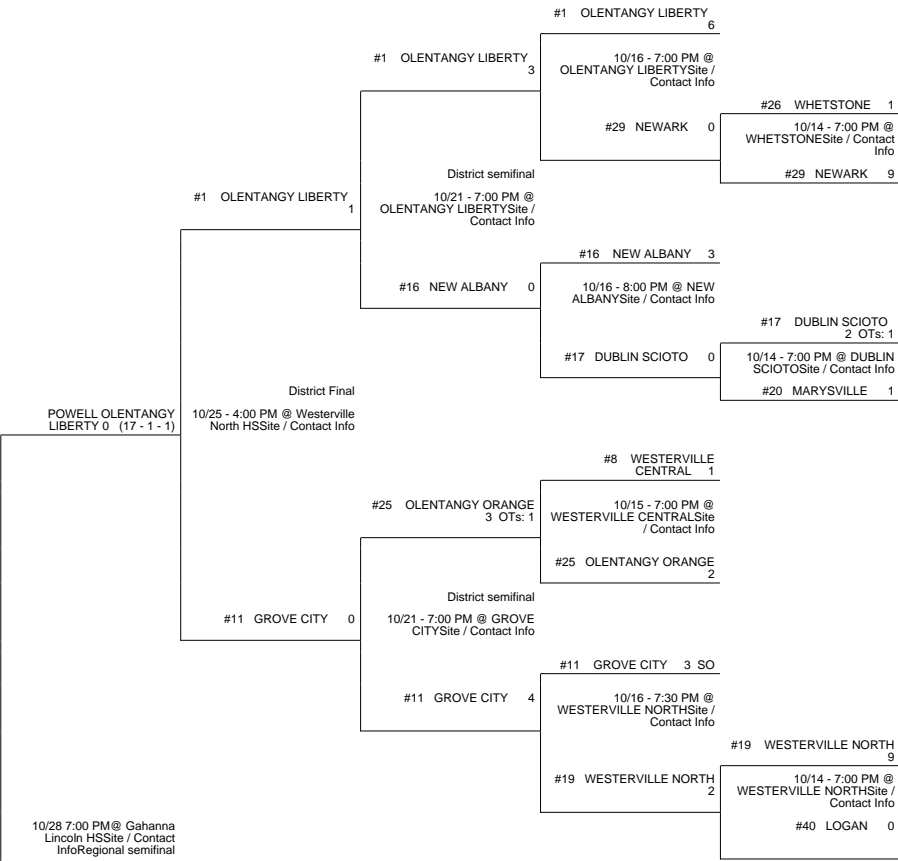 #1 OLENTANGY LIBERTY
6
10/16 - 7:00 PM @
OLENTANGY LIBERTYSite /
Contact Info
#1 OLENTANGY LIBERTY
3
#29 NEWARK 0
#26 WHETSTONE 1
10/14 - 7:00 PM @
WHETSTONESite / Contact
Info
#29 NEWARK 9
District semifinal
10/21 - 7:00 PM @
OLENTANGY LIBERTYSite /
Contact Info
#1 OLENTANGY LIBERTY
1
#16 NEW ALBANY 3
10/16 - 8:00 PM @ NEW
ALBANYSite / Contact Info
#16 NEW ALBANY 0
#17 DUBLIN SCIOTO
2 OTs: 1
10/14 - 7:00 PM @ DUBLIN
SCIOTOSite / Contact Info
#17 DUBLIN SCIOTO 0
#20 MARYSVILLE 1
District Final
10/25 - 4:00 PM @ Westerville
North HSSite / Contact Info
POWELL OLENTANGY
LIBERTY 0 (17 - 1 - 1)
#8 WESTERVILLE
CENTRAL 1
10/15 - 7:00 PM @
WESTERVILLE CENTRALSite
/ Contact Info
#25 OLENTANGY ORANGE
3 OTs: 1
#25 OLENTANGY ORANGE
2
District semifinal
10/21 - 7:00 PM @ GROVE
CITYSite / Contact Info
#11 GROVE CITY 0
#11 GROVE CITY 3 SO
10/16 - 7:30 PM @
WESTERVILLE NORTHSite /
Contact Info
#11 GROVE CITY 4
#19 WESTERVILLE NORTH
9
10/14 - 7:00 PM @
WESTERVILLE NORTHSite /
Contact Info
#19 WESTERVILLE NORTH
2
#40 LOGAN 0
10/28 7:00 PM@ Gahanna
Lincoln HSSite / Contact
InfoRegional semifinal